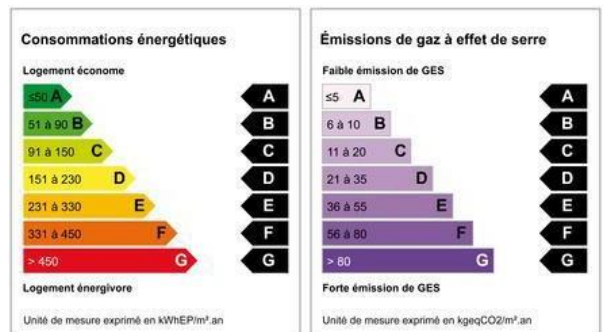 Consommations énergétiques
Logement économe
≤50 A A
51 à 90 B B
91 à 150 C C
151 à 230 D D
231 à 330 E E
331 à 450 F F
> 450 G G
Logement énergivore
Unité de mesure exprimé en kWhEP/m².an
Émissions de gaz à effet de serre
Faible émission de GES
≤5 A A
6 à 10 B B
11 à 20 C C
21 à 35 D D
36 à 55 E E
56 à 80 F F
> 80 G G
Forte émission de GES
Unité de mesure exprimé en kgeqCO2/m².an